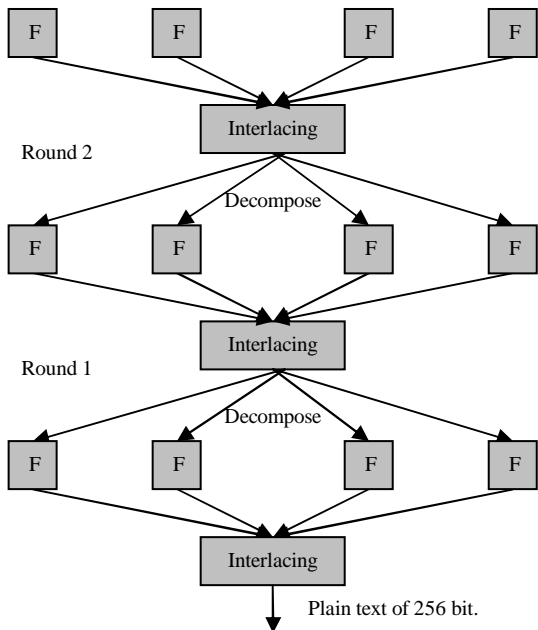 F F F F
Interlacing
Round 2
Decompose
F F F F
Interlacing
Round 1
Decompose
F F F F
Interlacing
Plain text of 256 bit.